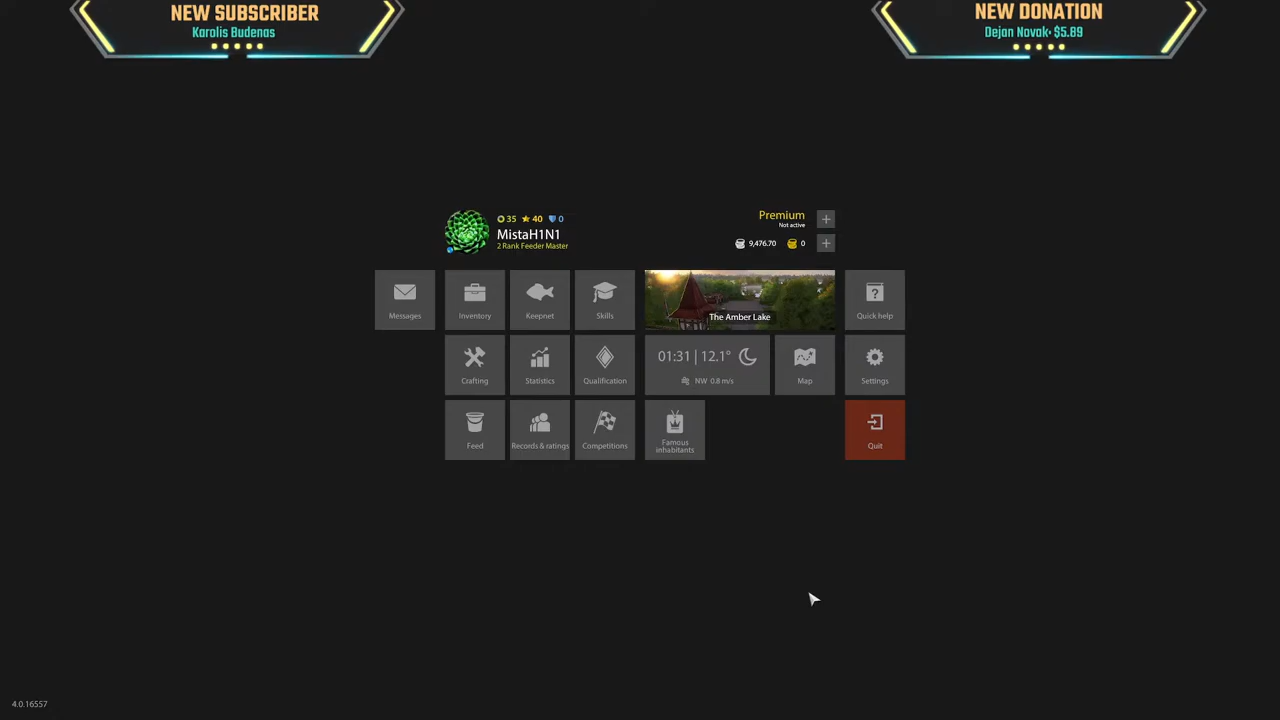 NEW SUBSCRIBER
Karolis Budenas
NEW DONATION
Dejan Novak• $5.89
35 40 0
MistaH1N1
2 Rank Feeder Master
Premium
Not active
9,476.70 0
Messages
Inventory
Keepnet
Skills
The Amber Lake
Quick help
Crafting
Statistics
Qualification
01:31 | 12.1°
NW 0.8 m/s
Map
Settings
Feed
Records & ratings
Competitions
Famous
inhabitants
Quit
4.0.16557